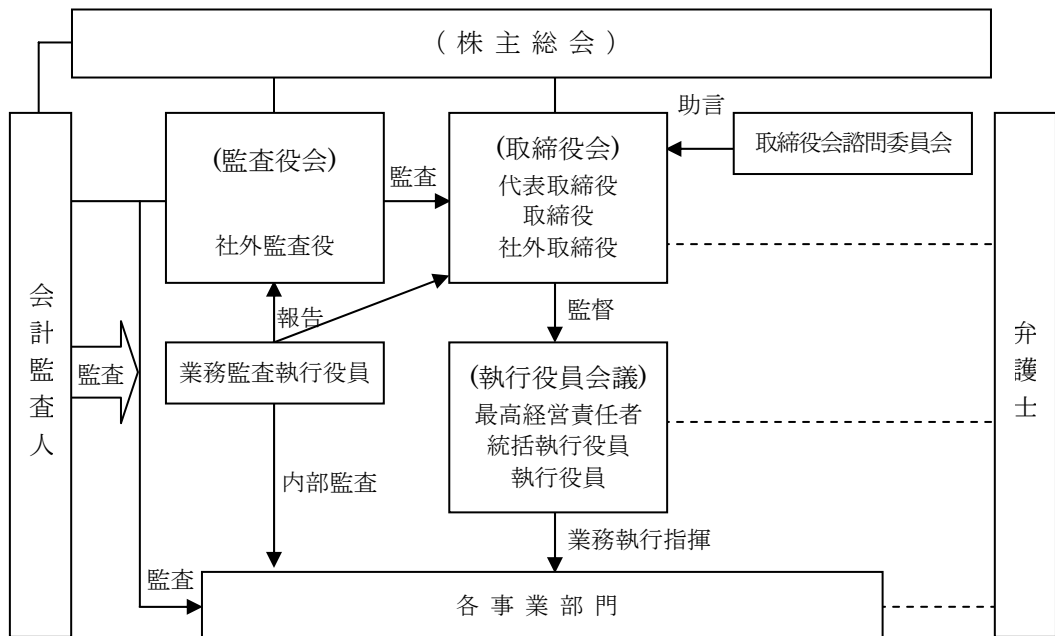 (株主総会)
助言
(監査役会)
社外監査役
監査
(取締役会)
代表取締役
取締役
社外取締役
取締役会諮問委員会
会計監査人
監査
報告
業務監査執行役員
監督
(執行役員会議)
最高経営責任者
統括執行役員
執行役員
弁護士
内部監査
業務執行指揮
監査
各事業部門